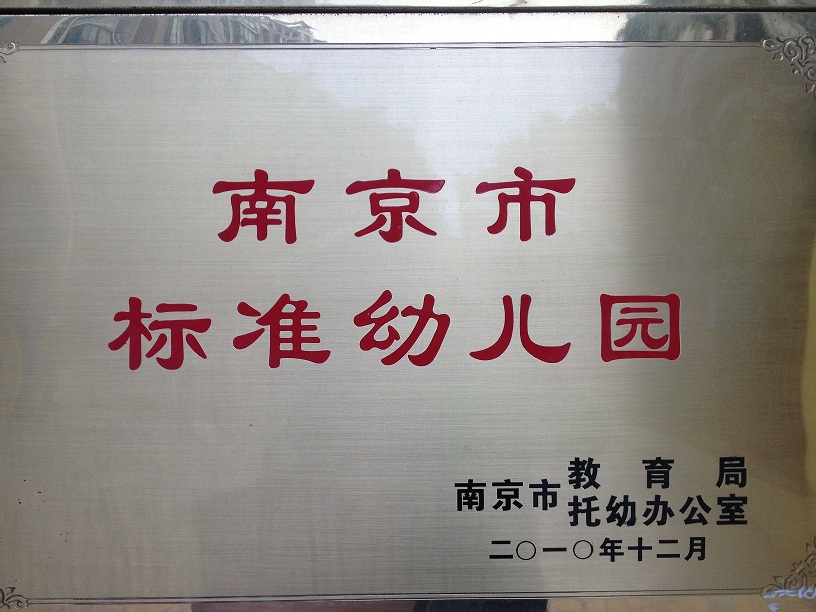 南京市
标准幼儿园
南京市教育局
托幼办公室
二〇一〇年十二月